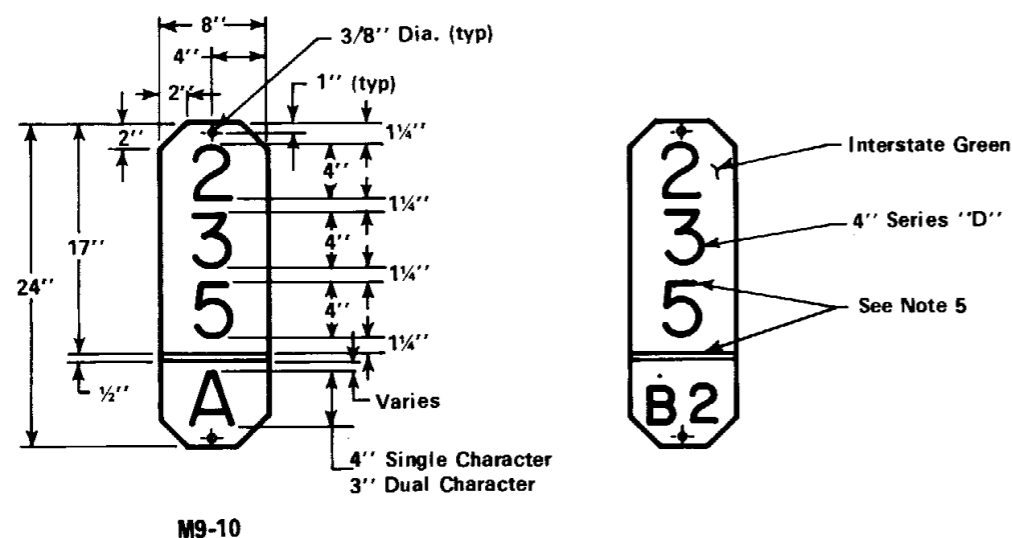 8''
4''
3/8'' Dia. (typ)
1'' (typ)
2''
2''
1¼''
4''
1¼''
4''
1¼''
4''
1¼''
17''
24''
½''
2
3
5
A
Varies
4'' Single Character
3'' Dual Character
M9-10
2
3
5
B2
Interstate Green
4'' Series "D"
See Note 5